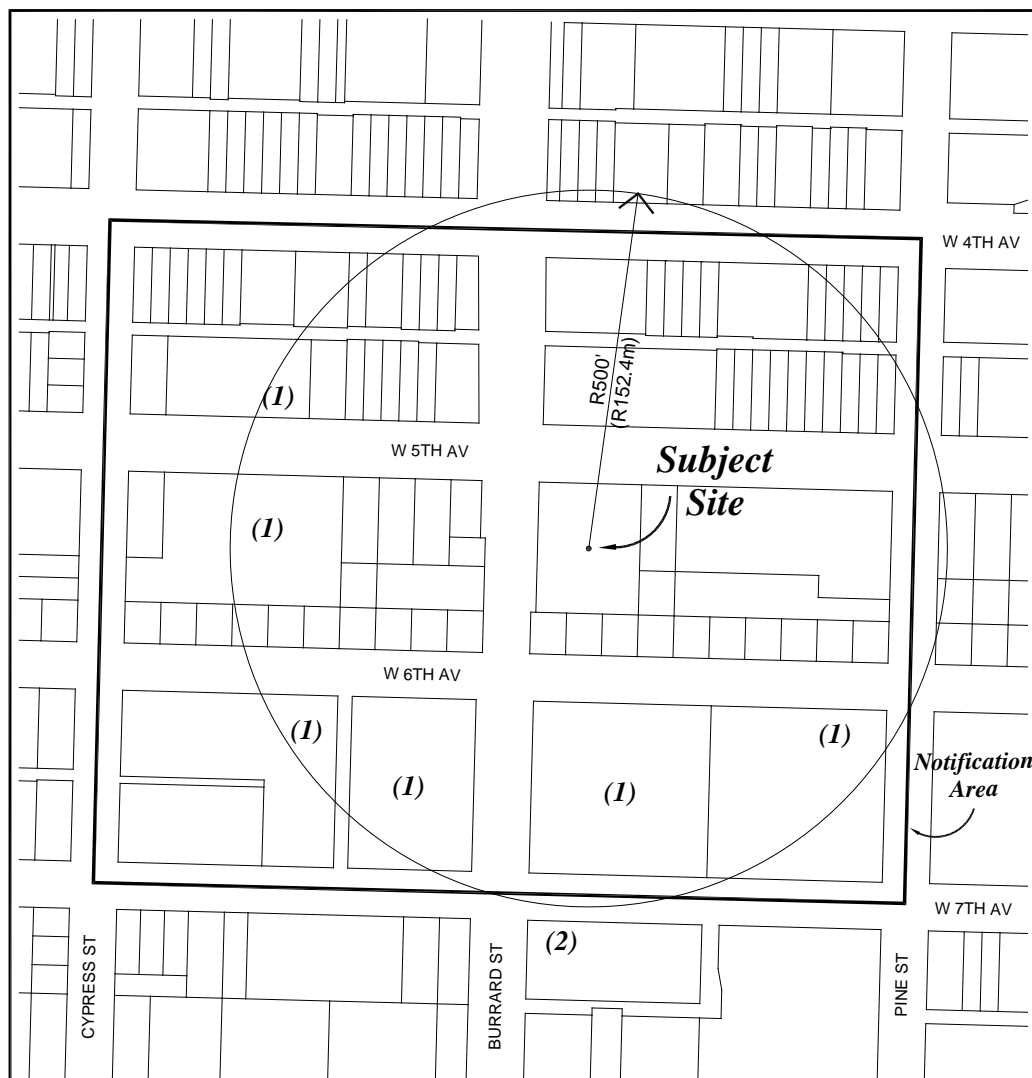 W 4TH AV
R500'
(R152.4m)
(1)
W 5TH AV
Subject
Site
(1)
W 6TH AV
(1)
(1)
(1)
(1)
Notification
Area
W 7TH AV
(2)
CYPRESS ST
BURRARD ST
PINE ST